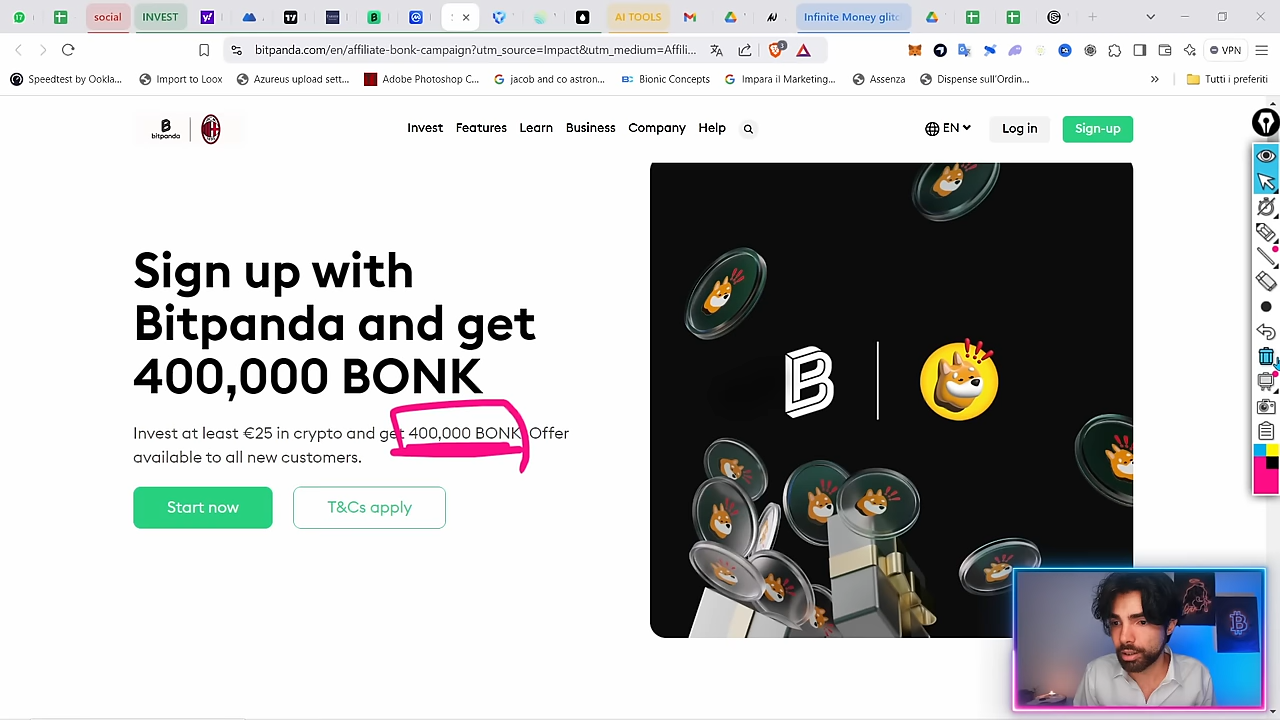 social
INVEST
AI TOOLS
Infinite Money glitc
bitpanda.com/en/affiliate-bonk-campaign?utm_source=Impact&utm_medium=Affili...
3
VPN
Speedtest by Ookla...
Import to Loox
Azureus upload sett...
Adobe Photoshop C...
jacob and co astron...
Bionic Concepts
Impara il Marketing...
Assenza
Dispense sull'Ordin...
»
Tutti i preferiti
bitpanda
Invest
Features
Learn
Business
Company
Help
EN
Log in
Sign-up
Sign up with
Bitpanda and get
400,000 BONK
Invest at least €25 in crypto and get 400,000 BONK. Offer
available to all new customers.
Start now
T&Cs apply